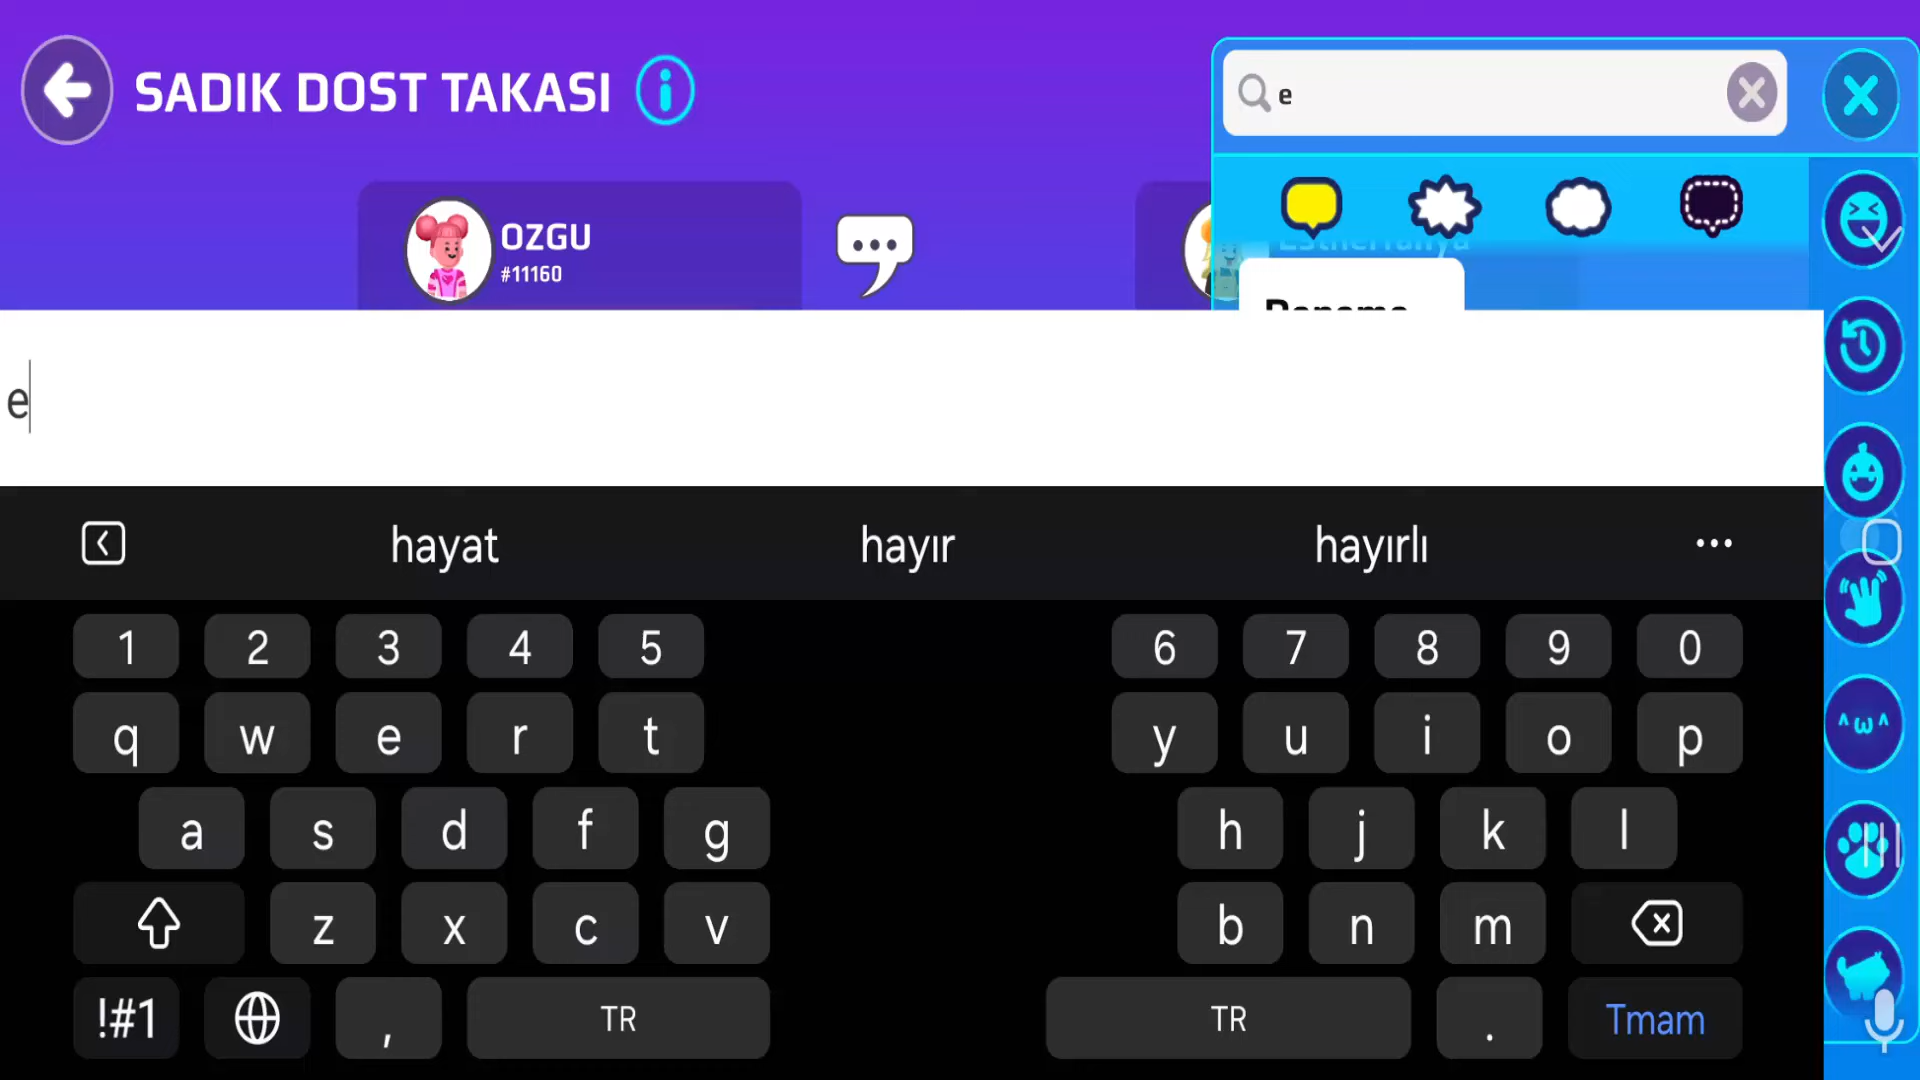 SADIK DOST TAKASI
e
OZGU
#11160
e
hayat hayır hayırlı
1 2 3 4 5 6 7 8 9 0
q w e r t y u i o p
a s d f g h j k l
z x c v b n m
!#1 , TR TR . Tmam
^ω^